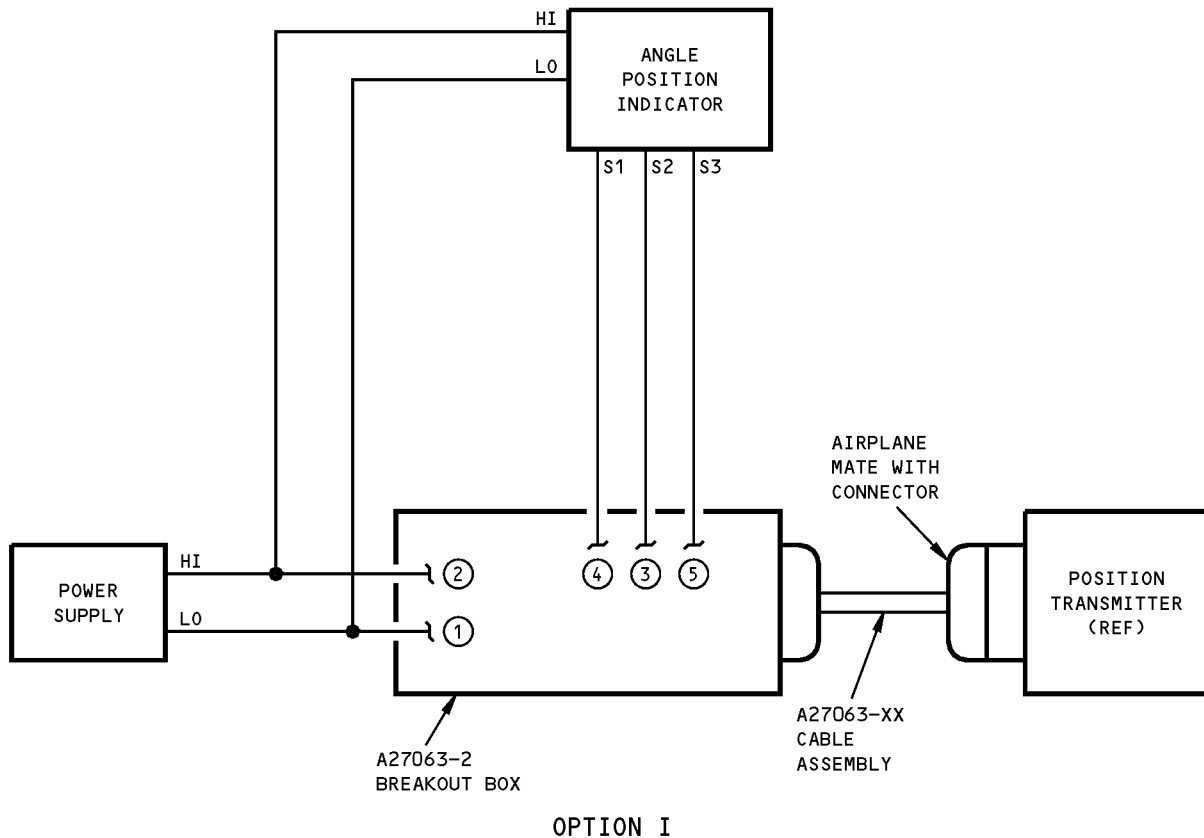 HI
LO
ANGLE
POSITION
INDICATOR
S1 S2 S3
AIRPLANE
MATE WITH
CONNECTOR
POWER
SUPPLY
HI
LO
2
1
4 3 5
POSITION
TRANSMITTER
(REF)
A27063-2
BREAKOUT BOX
A27063-XX
CABLE
ASSEMBLY
OPTION I